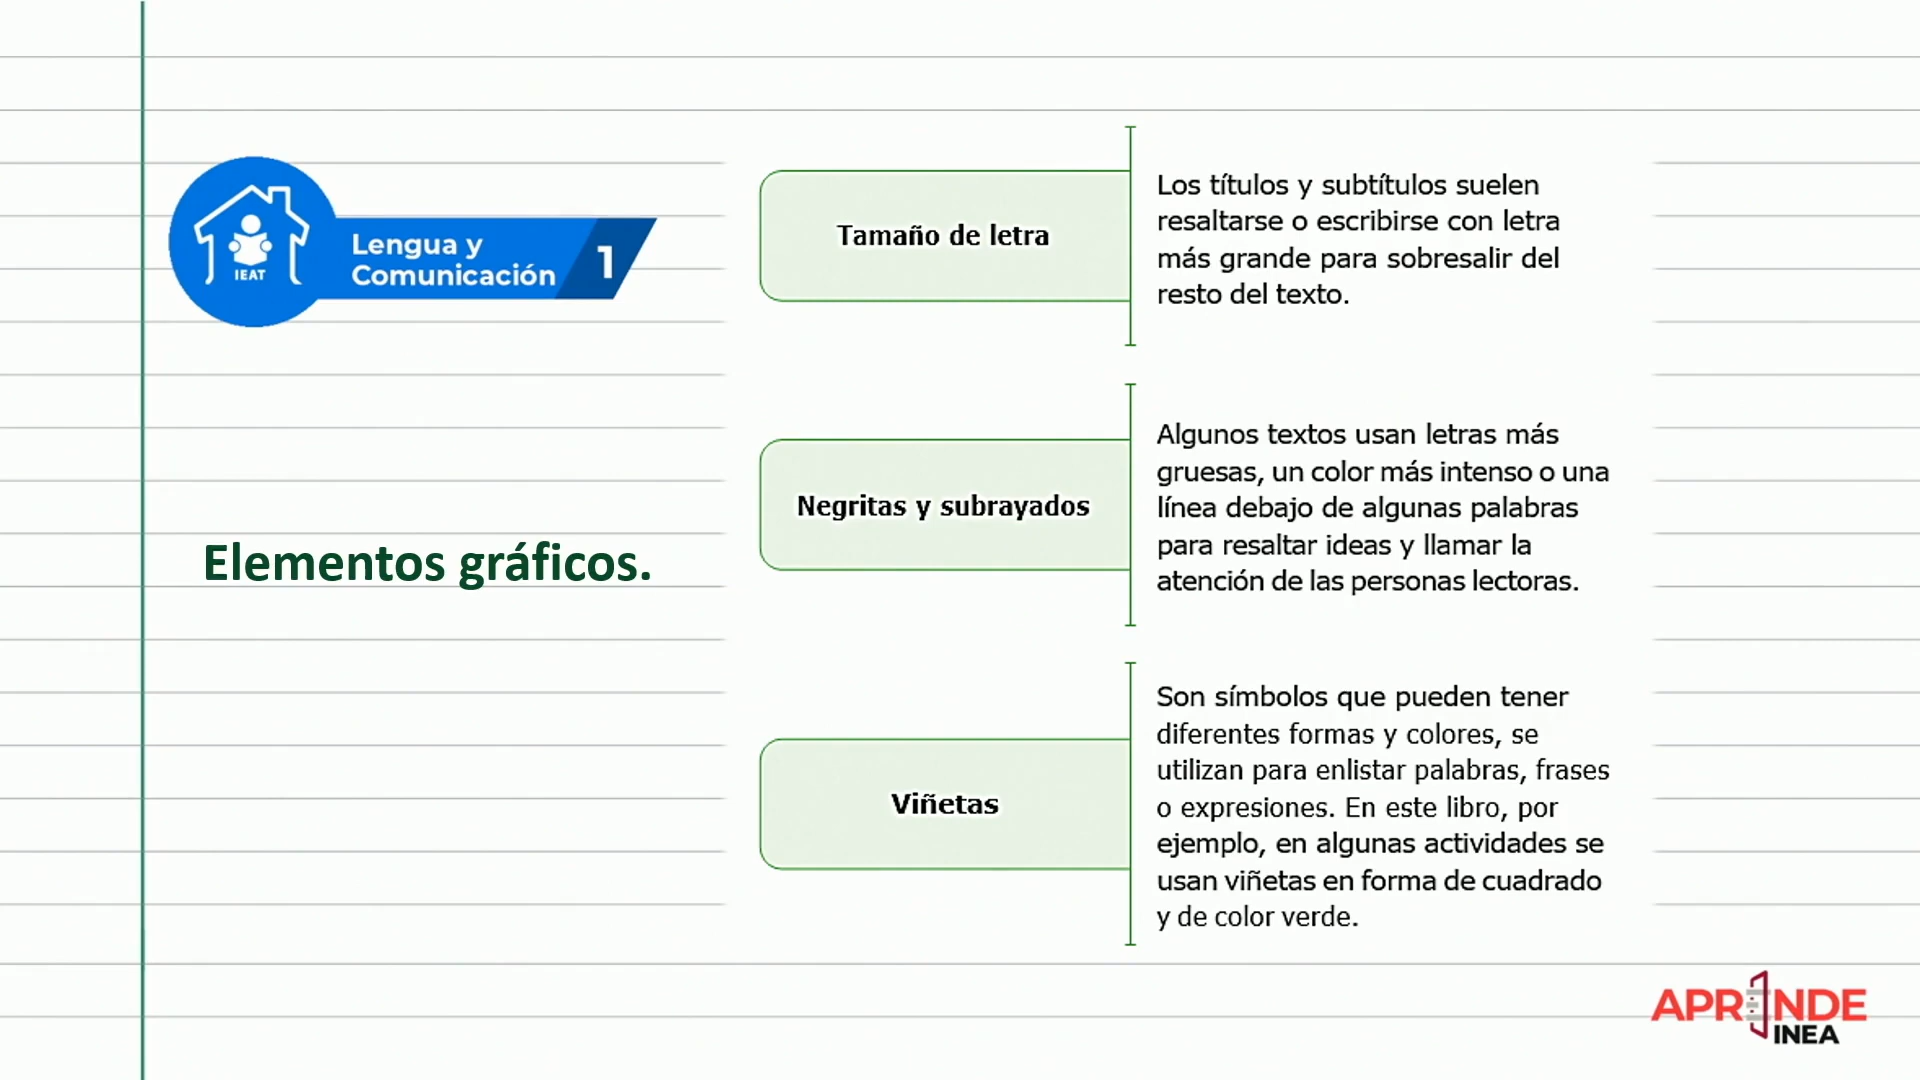 IEAT
Lengua y
Comunicación
1
Elementos gráficos.
Tamaño de letra
Los títulos y subtítulos suelen
resaltarse o escribirse con letra
más grande para sobresalir del
resto del texto.
Negritas y subrayados
Algunos textos usan letras más
gruesas, un color más intenso o una
línea debajo de algunas palabras
para resaltar ideas y llamar la
atención de las personas lectoras.
Viñetas
Son símbolos que pueden tener
diferentes formas y colores, se
utilizan para enlistar palabras, frases
o expresiones. En este libro, por
ejemplo, en algunas actividades se
usan viñetas en forma de cuadrado
y de color verde.
APRENDE
INEA